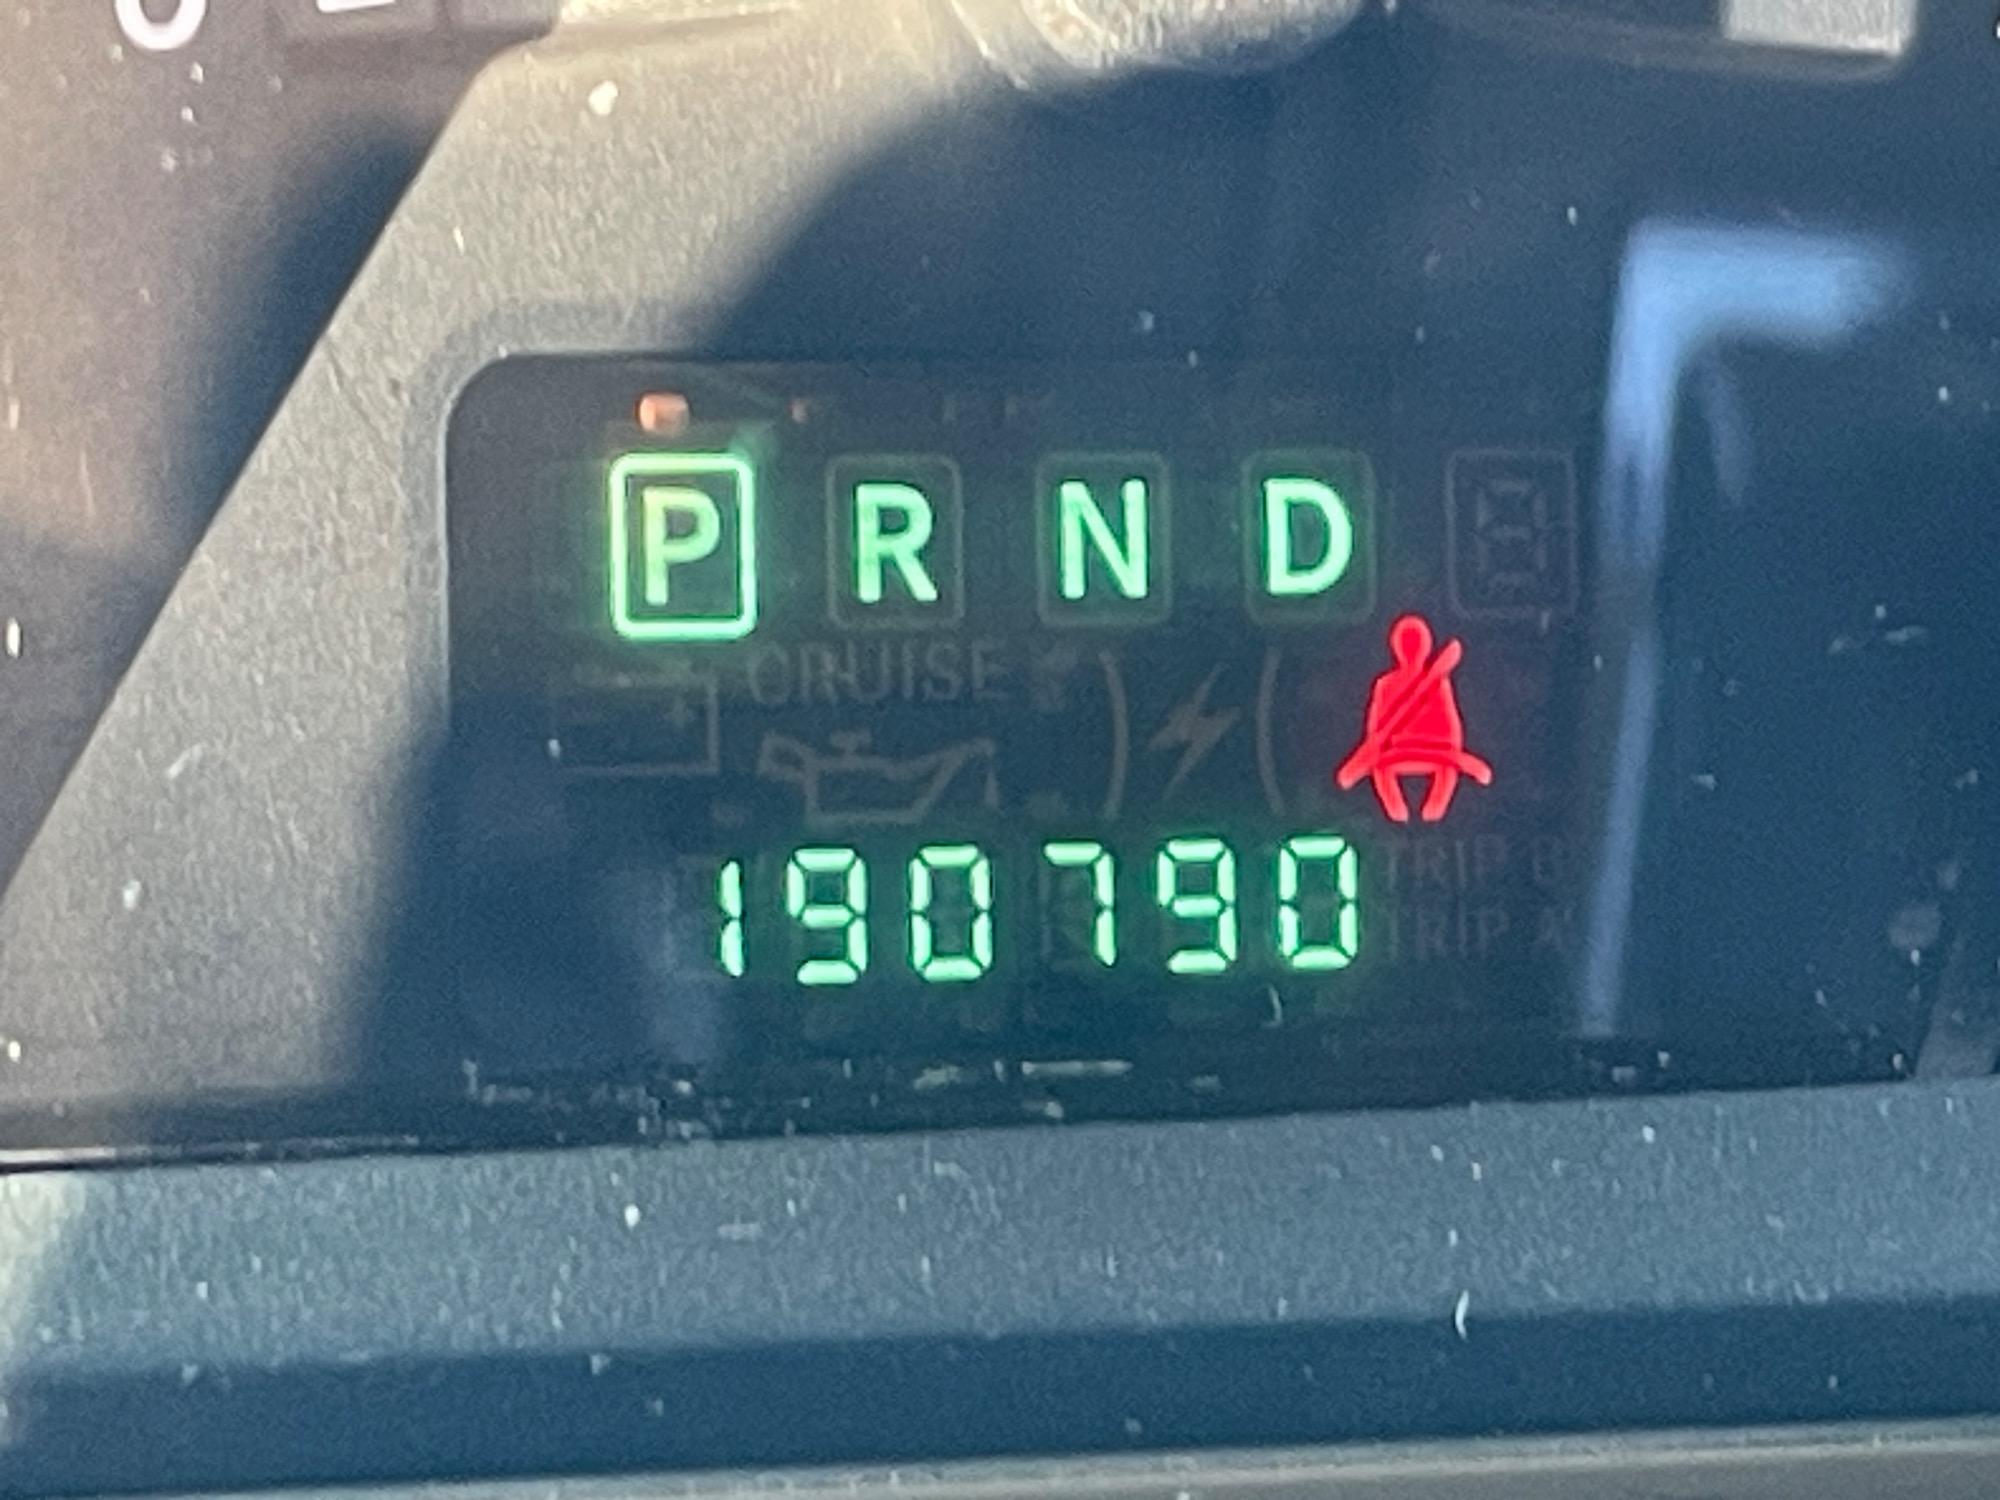 P R N D
CRUISE
190790 TRIP
TRIP A